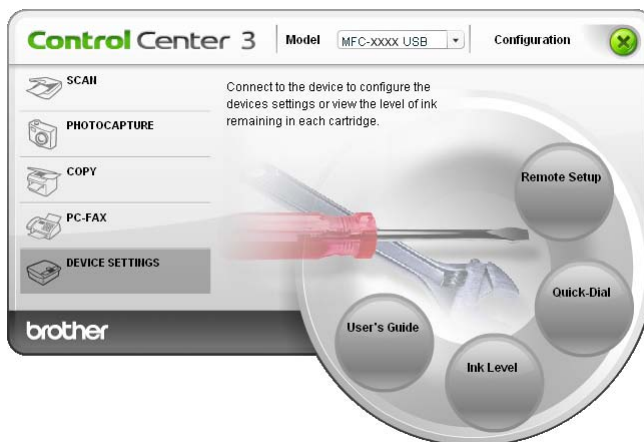 Control Center 3
Model
MFC-XXXX USB
Configuration
SCAN
PHOTOCAPTURE
COPY
PC-FAX
DEVICE SETTINGS
Connect to the device to configure the
devices settings or view the level of ink
remaining in each cartridge.
Remote Setup
Quick-Dial
Ink Level
User's Guide
brother